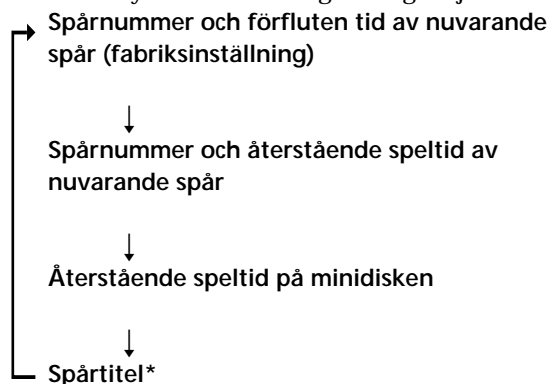 Spårnummer och förfluten tid av nuvarande
spår (fabriksinställning)
Spårnummer och återstående speltid av
nuvarande spår
Återstående speltid på minidisken
Spårtitel*